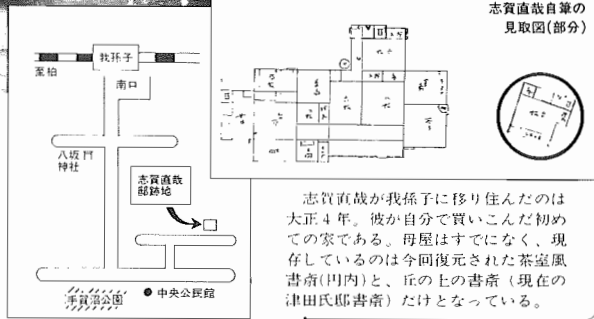 志賀直哉自筆の
見取図(部分)
我孫子
至柏
南口
八坂
神社
志賀直哉
邸跡地
手賀沼公園
中央公民館
志賀直哉が我孫子に移り住んだのは
大正4年。彼が自分で買いこんだ初め
ての家である。母屋はすでになく、現
存しているのは今回復元された茶室風
書斎(円内)と、丘の上の書斎(現在の
津田氏邸書斎)だけとなっている。